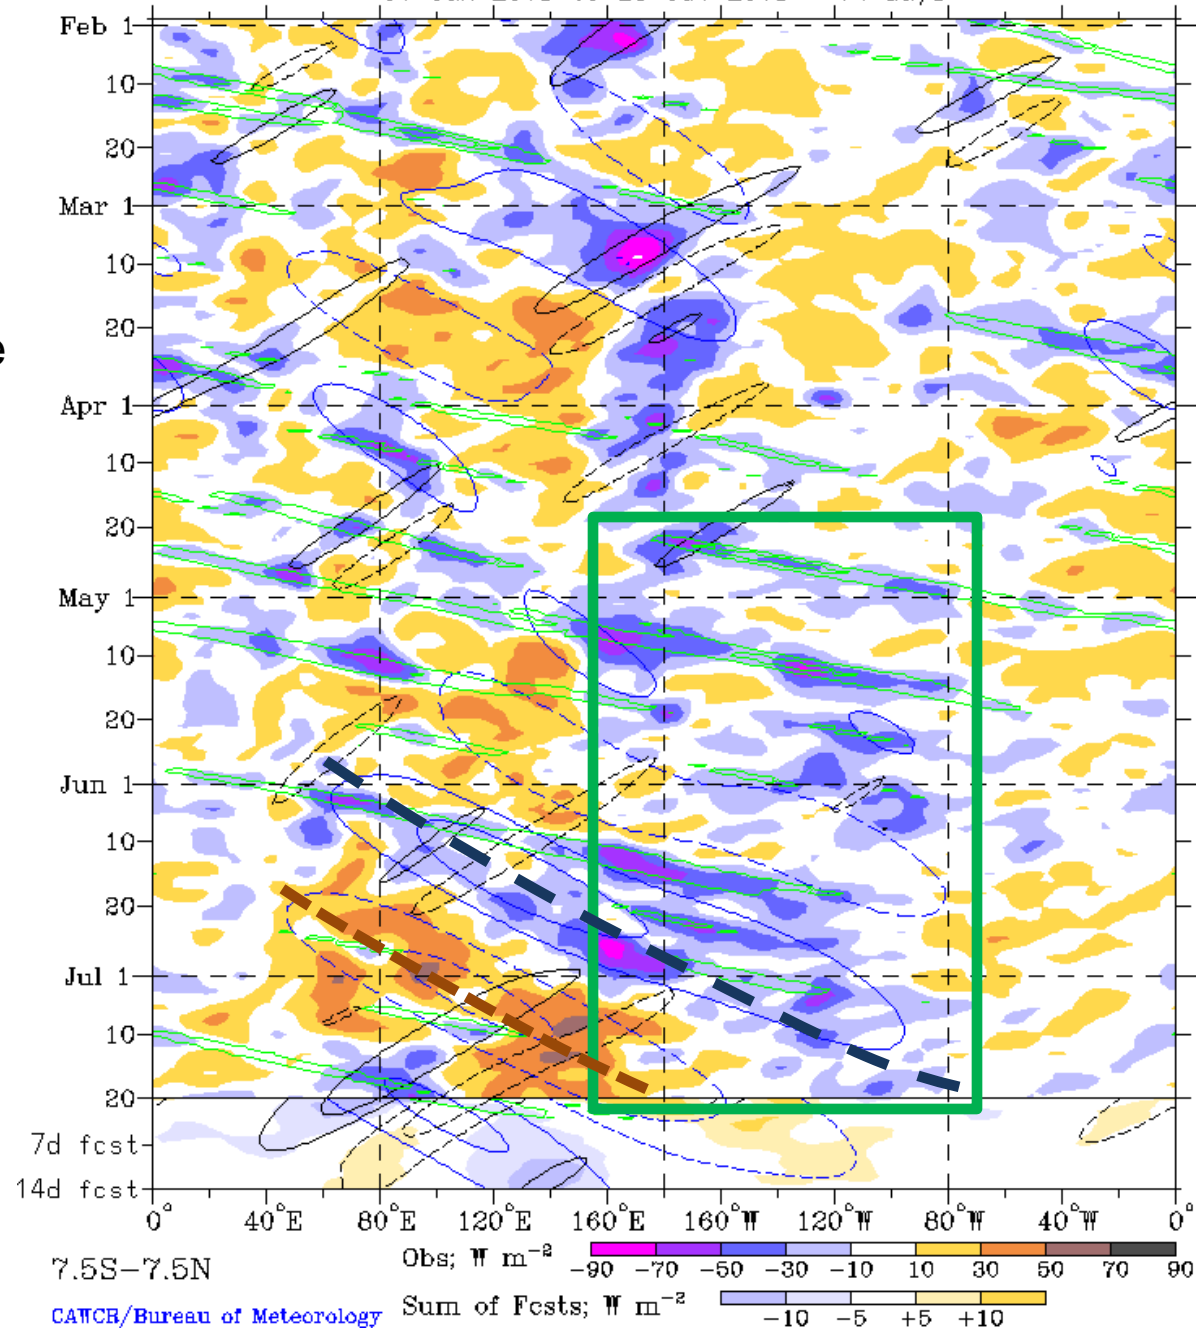 Feb 1
10
20
Mar 1
10
20
e
Apr 1
10
20
May 1
10
20
Jun 1
10
20
Jul 1
10
20
7d fcst
14d fcst
0° 40°E 80°E 120°E 160°E 160°W 120°W 80°W 40°W 0°
7.5S-7.5N
Obs; W m-2
-90 -70 -50 -30 -10 10 30 50 70 90
CAWCR/Bureau of Meteorology
Sum of Fcsts; W m-2
-10 -5 +5 +10